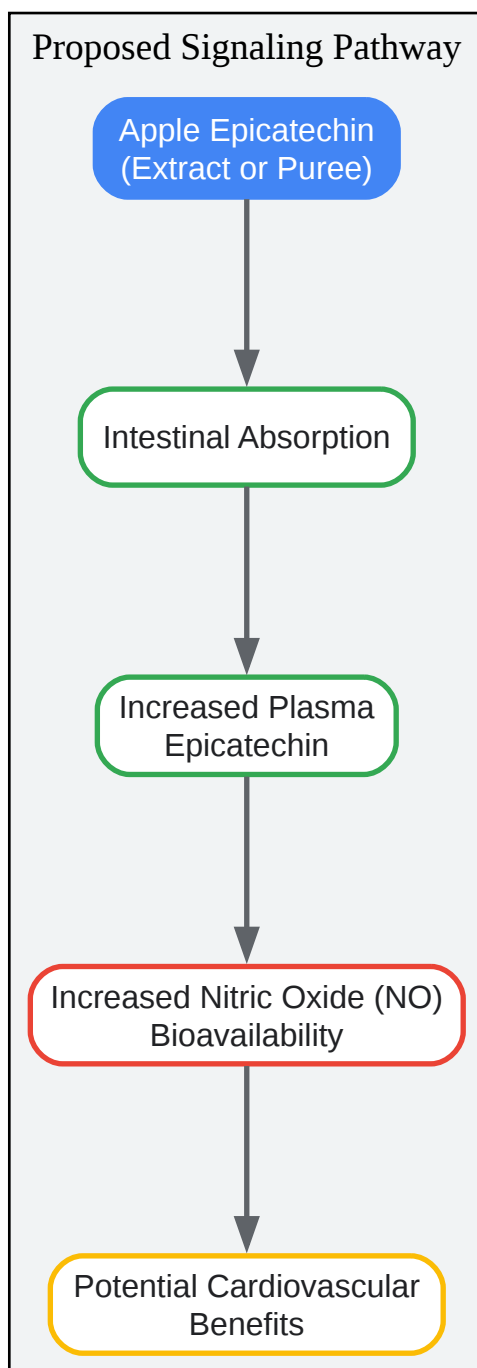 Proposed Signaling Pathway
Apple Epicatechin
(Extract or Puree)
Intestinal Absorption
Increased Plasma
Epicatechin
Increased Nitric Oxide (NO)
Bioavailability
Potential Cardiovascular
Benefits